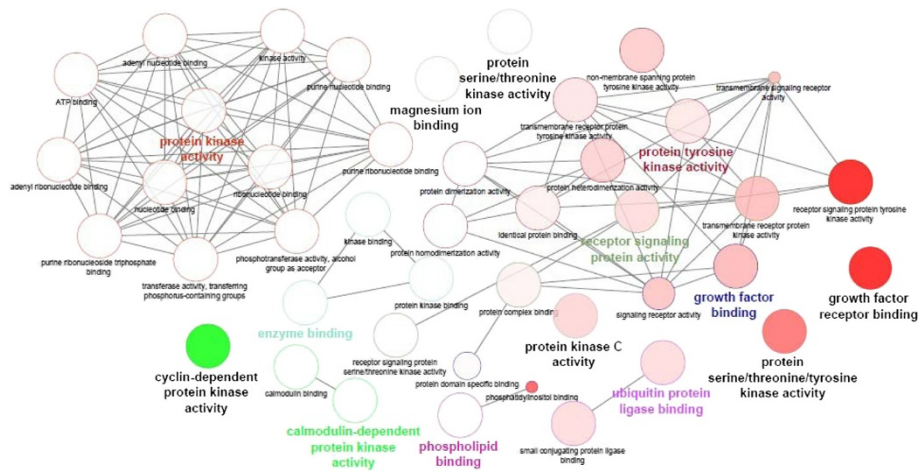 adenyl nucleotide binding
kinase activity
purine nucleotide binding
ATP binding
protein kinase
activity
purine ribonucleotide binding
adenyl ribonucleotide binding
nucleotide binding
ribonucleotide binding
purine ribonucleoside triphosphate
binding
transferase activity, transferring
phosphorus-containing groups
phosphotransferase activity, alcohol
group as acceptor
magnesium ion
binding
protein
serine/threonine
kinase activity
non-membrane spanning protein
tyrosine kinase activity
transmembrane signaling receptor
activity
transmembrane receptor protein
tyrosine kinase activity
protein tyrosine
kinase activity
protein dimerization activity
protein heterodimerization activity
receptor signaling protein tyrosine
kinase activity
identical protein binding
transmembrane receptor protein
kinase activity
receptor signaling
protein activity
protein homodimerization activity
kinase binding
protein kinase binding
enzyme binding
protein complex binding
signaling receptor activity
growth factor
binding
growth factor
receptor binding
protein kinase C
activity
protein
serine/threonine/tyrosine
kinase activity
receptor signaling protein
serine/threonine kinase activity
protein domain specific binding
cyclin-dependent
protein kinase
activity
calmodulin binding
calmodulin-dependent
protein kinase
activity
phosphatidylinositol binding
phospholipid
binding
ubiquitin protein
ligase binding
small conjugating protein ligase
binding